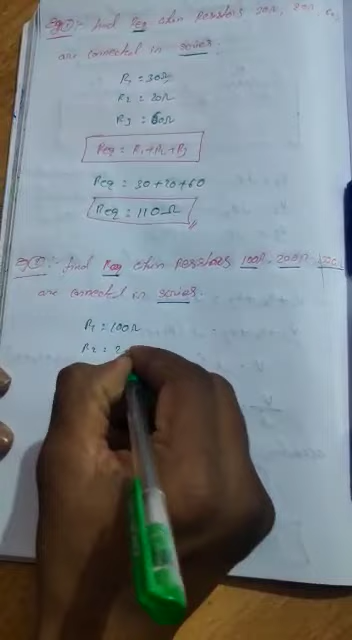 find Req when Resistors 30Ω, 20Ω,
are connected in series.
R1 = 30Ω
R2 = 20Ω
R3 = 60Ω
Req = R1+R2+R3
Req = 30+20+60
Req = 110Ω
find Req when Resistors 100Ω, 200Ω
are connected in series.
R1 = 100Ω
R2 = 2